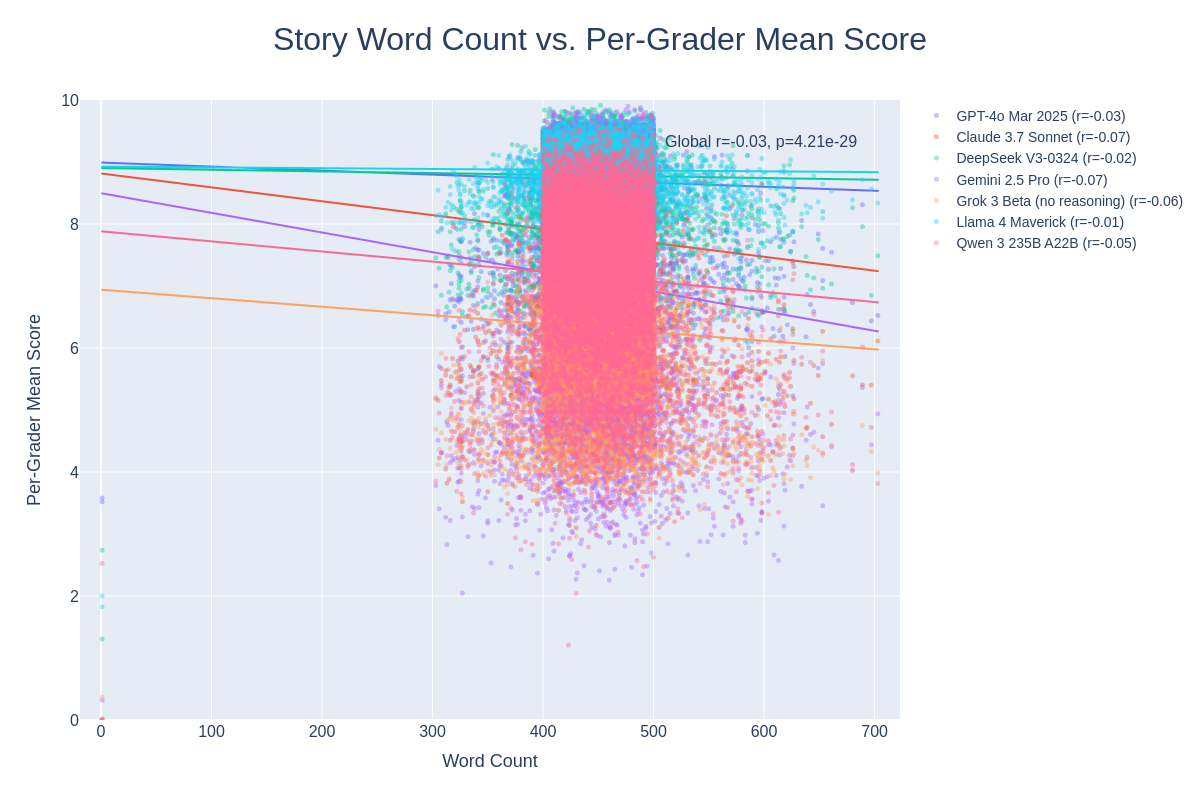 Story Word Count vs. Per-Grader Mean Score
10
8
6
4
2
0
Per-Grader Mean Score
Global r=-0.03, p=4.21e-29
GPT-4o Mar 2025 (r=-0.03)
Claude 3.7 Sonnet (r=-0.07)
DeepSeek V3-0324 (r=-0.02)
Gemini 2.5 Pro (r=-0.07)
Grok 3 Beta (no reasoning) (r=-0.06)
Llama 4 Maverick (r=-0.01)
Qwen 3 235B A22B (r=-0.05)
0 100 200 300 400 500 600 700
Word Count